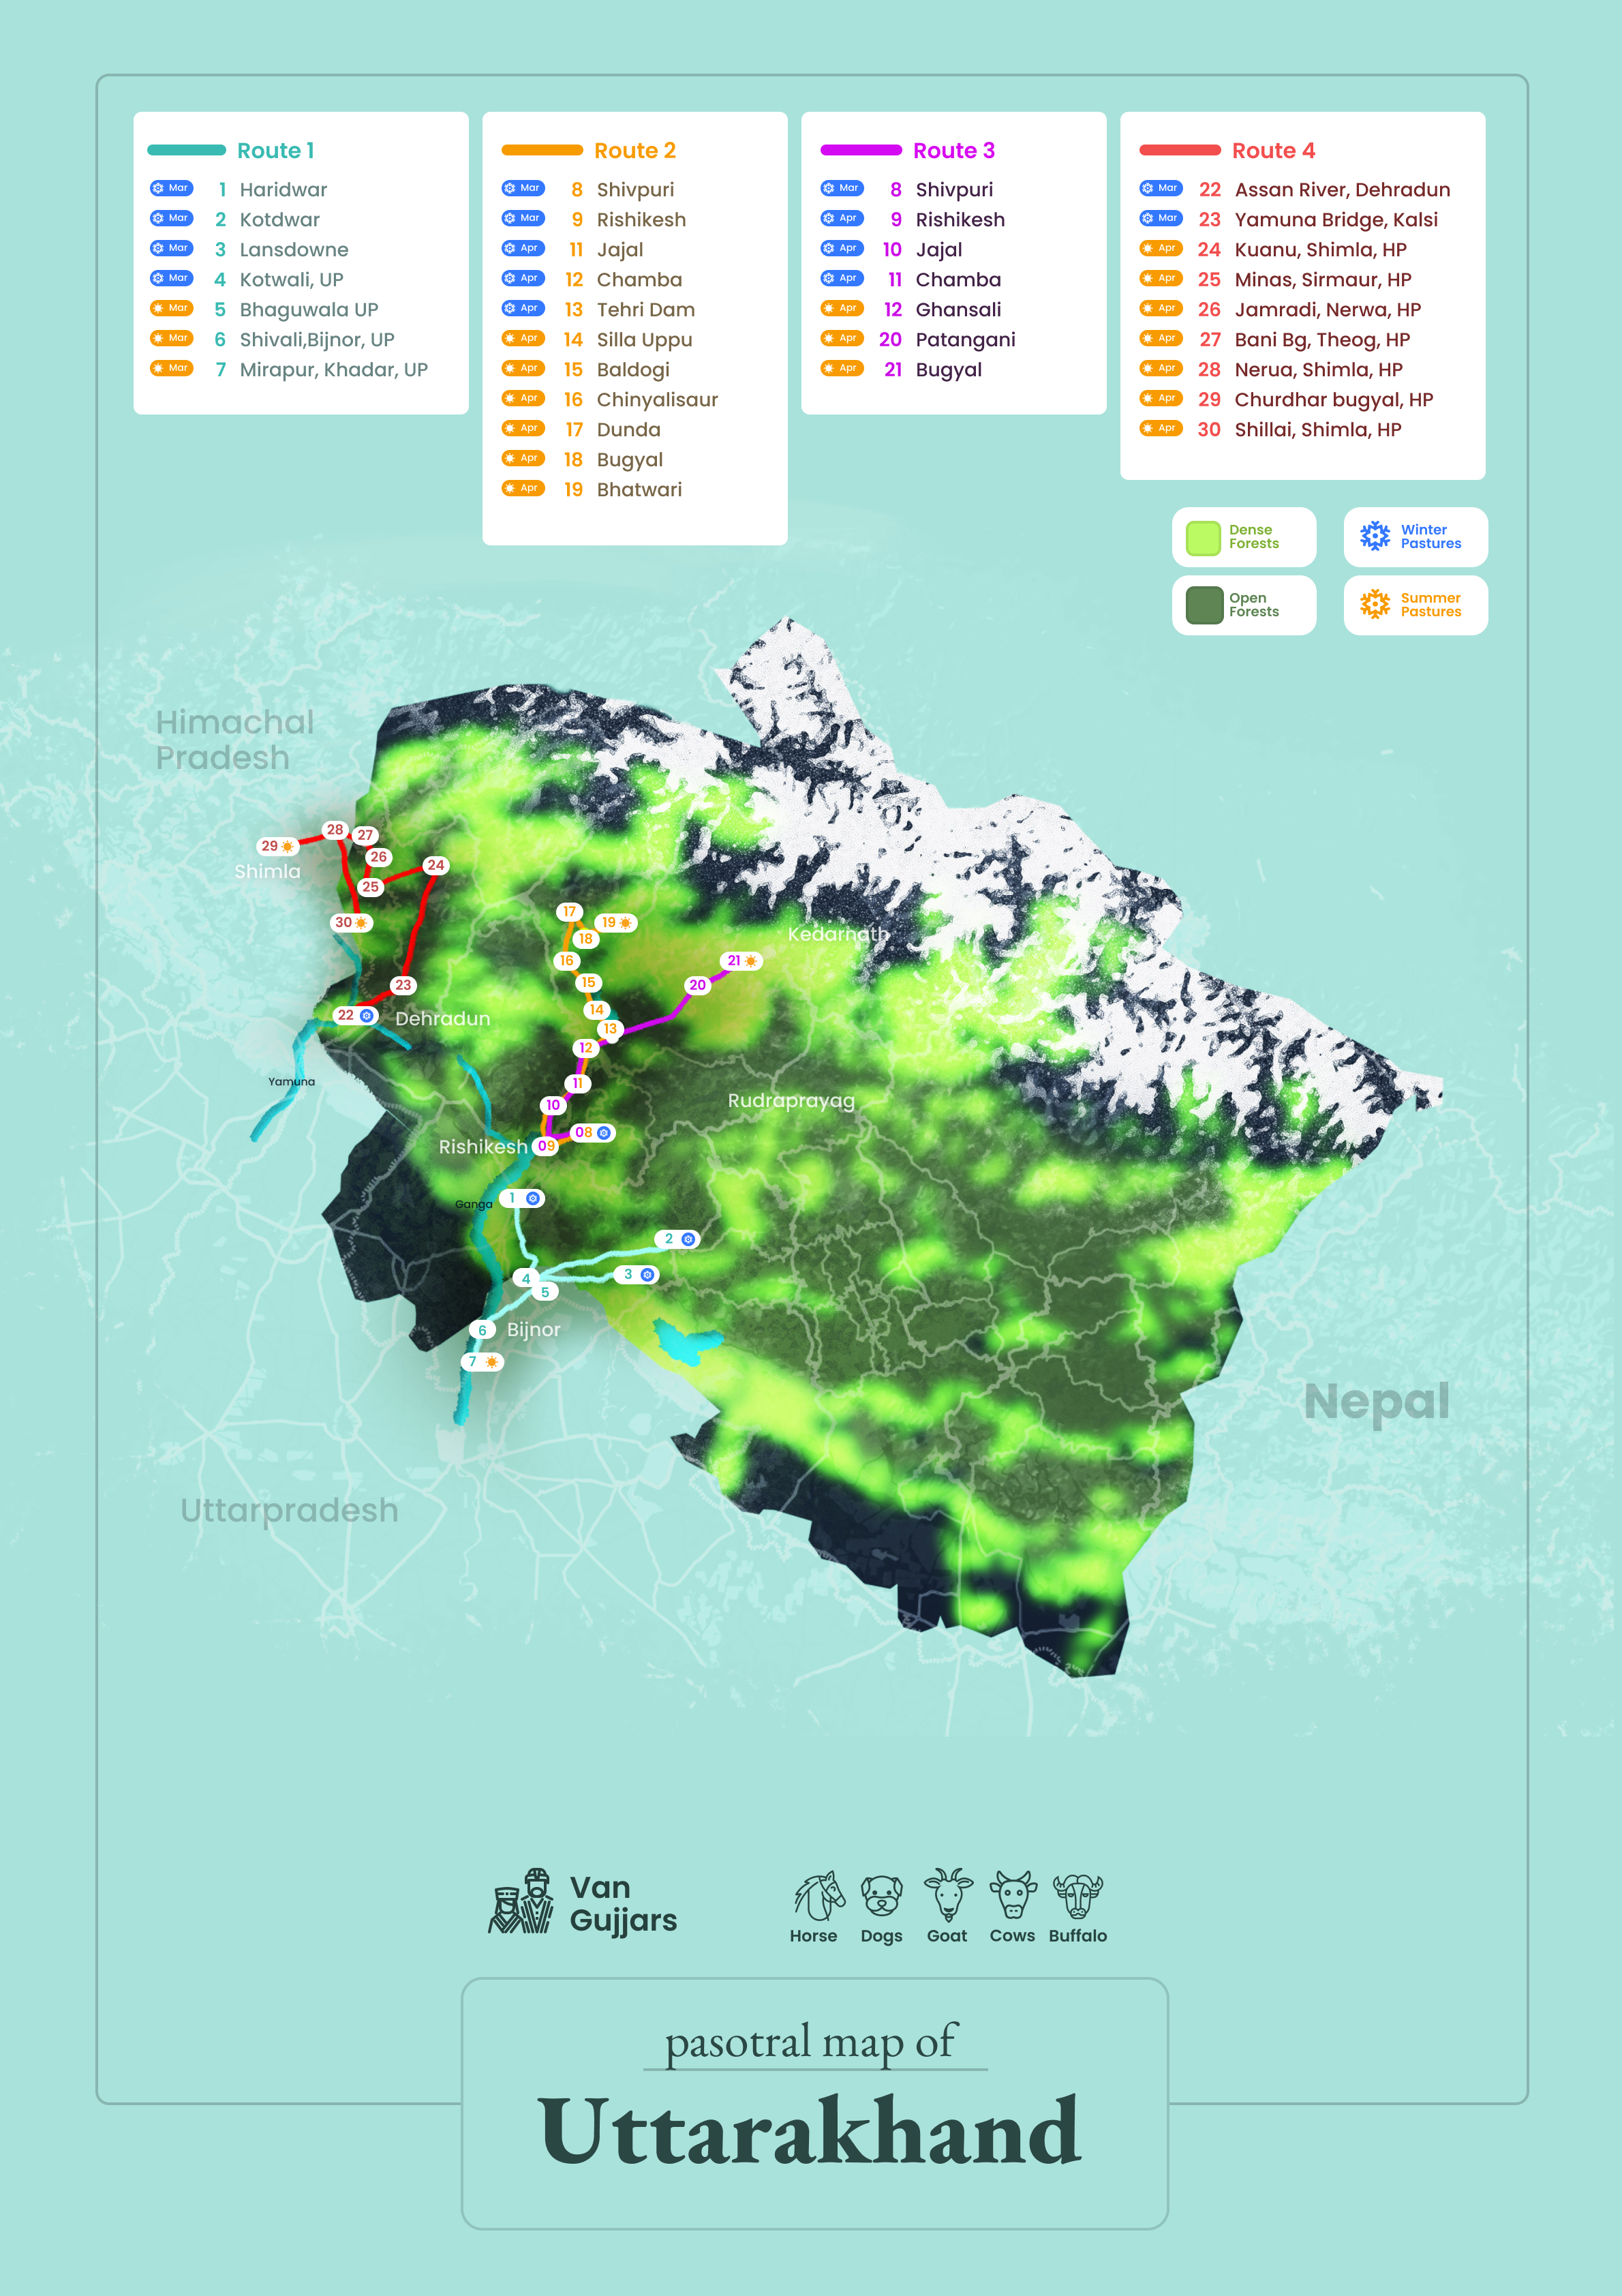 Route 1
Mar 1 Haridwar
Mar 2 Kotdwar
Mar 3 Lansdowne
Mar 4 Kotwali, UP
Mar 5 Bhaguwala UP
Mar 6 Shivali,Bijnor, UP
Mar 7 Mirapur, Khadar, UP
Route 2
Mar 8 Shivpuri
Mar 9 Rishikesh
Apr 11 Jajal
Apr 12 Chamba
Apr 13 Tehri Dam
Apr 14 Silla Uppu
Apr 15 Baldogi
Apr 16 Chinyalisaur
Apr 17 Dunda
Apr 18 Bugyal
Apr 19 Bhatwari
Route 3
Mar 8 Shivpuri
Apr 9 Rishikesh
Apr 10 Jajal
Apr 11 Chamba
Apr 12 Ghansali
Apr 20 Patangani
Apr 21 Bugyal
Route 4
Mar 22 Assan River, Dehradun
Mar 23 Yamuna Bridge, Kalsi
Apr 24 Kuanu, Shimla, HP
Apr 25 Minas, Sirmaur, HP
Apr 26 Jamradi, Nerwa, HP
Apr 27 Bani Bg, Theog, HP
Apr 28 Nerua, Shimla, HP
Apr 29 Churdhar bugyal, HP
Apr 30 Shillai, Shimla, HP
Dense
Forests
Winter
Pastures
Open
Forests
Summer
Pastures
Himachal
Pradesh
28
27
29
26
24
Shimla
25
17
30
19
18
Kedarnath
16
21
15
23
20
14
22
Dehradun
13
12
Yamuna
11
Rudraprayag
10
08
Rishikesh
09
1
Ganga
2
3
4
5
6
Bijnor
7
Nepal
Uttarpradesh
Van
Gujjars
Horse
Dogs
Goat
Cows
Buffalo
pasotral map of
Uttarakhand